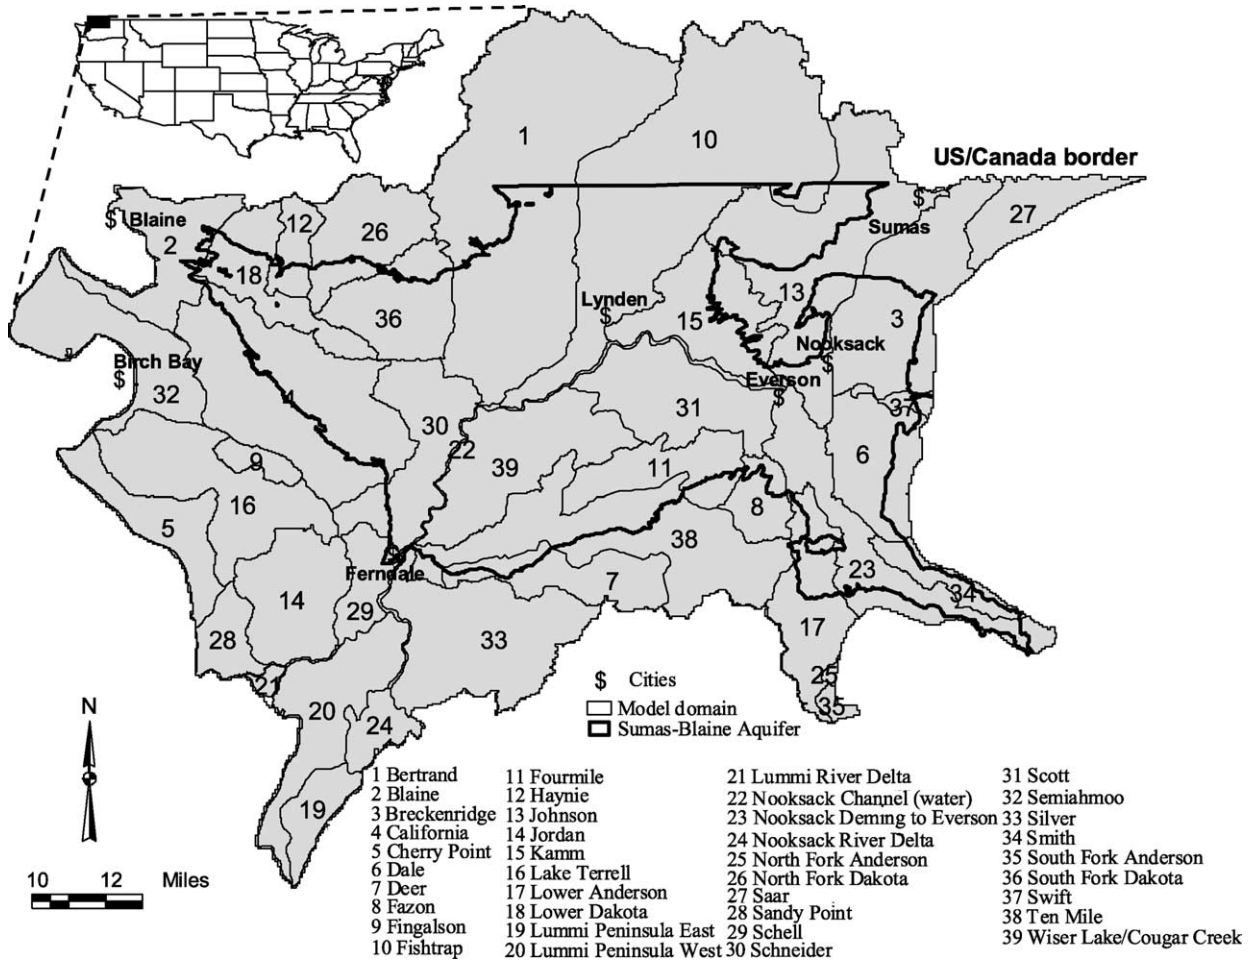 1
10
US/Canada border
$ Blaine
12
26
$
27
2
Sumas
18
13
Lynden
$
36
15
3
Nooksack
$
Birch Bay
$
Everson
$
32
4
30
31
37
22
9
39
11
6
16
5
8
38
Ferndale
23
7
14
29
34
28
33
17
21
25
$ Cities
20
35
Model domain
24
Sumas-Blaine Aquifer
N
19
10 12 Miles
1 Bertrand
2 Blaine
3 Breckenridge
4 California
5 Cherry Point
6 Dale
7 Deer
8 Fazon
9 Fingalson
10 Fishtrap
11 Fourmile
12 Haynie
13 Johnson
14 Jordan
15 Kamm
16 Lake Terrell
17 Lower Anderson
18 Lower Dakota
19 Lummi Peninsula East
20 Lummi Peninsula West
21 Lummi River Delta
22 Nooksack Channel (water)
23 Nooksack Deming to Everson
24 Nooksack River Delta
25 North Fork Anderson
26 North Fork Dakota
27 Saar
28 Sandy Point
29 Schell
30 Schneider
31 Scott
32 Semiahmoo
33 Silver
34 Smith
35 South Fork Anderson
36 South Fork Dakota
37 Swift
38 Ten Mile
39 Wiser Lake/Cougar Creek